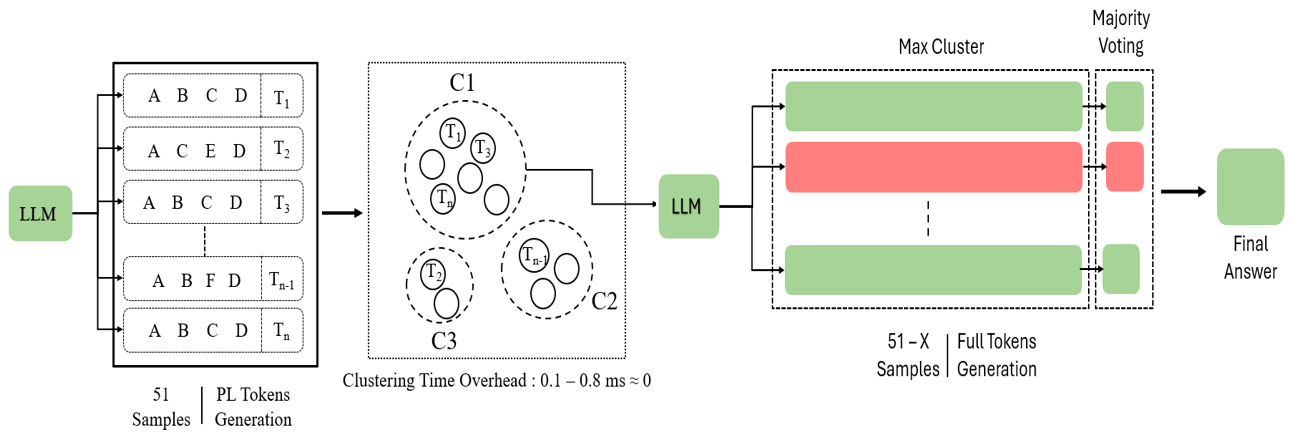 LLM
A B C D T1
A C E D T2
A B C D T3
A B F D Tn-1
A B C D Tn
51 Samples
PL Tokens Generation
C1
T1
T3
Tn
T2
C3
Tn-1
C2
Clustering Time Overhead : 0.1 – 0.8 ms ≈ 0
LLM
Max Cluster
Majority
Voting
51 – X Samples
Full Tokens Generation
Final
Answer